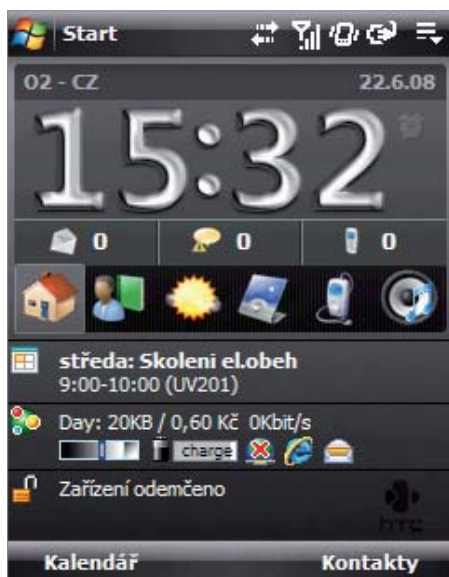 Start
O2 - CZ 22.6.08
15:32
0 0 0
středa: Skoleni el.obeh
9:00-10:00 (UV201)
Day: 20KB / 0,60 Kč 0Kbit/s
charge
Zařízení odemčeno
hTC
Kalendář Kontakty